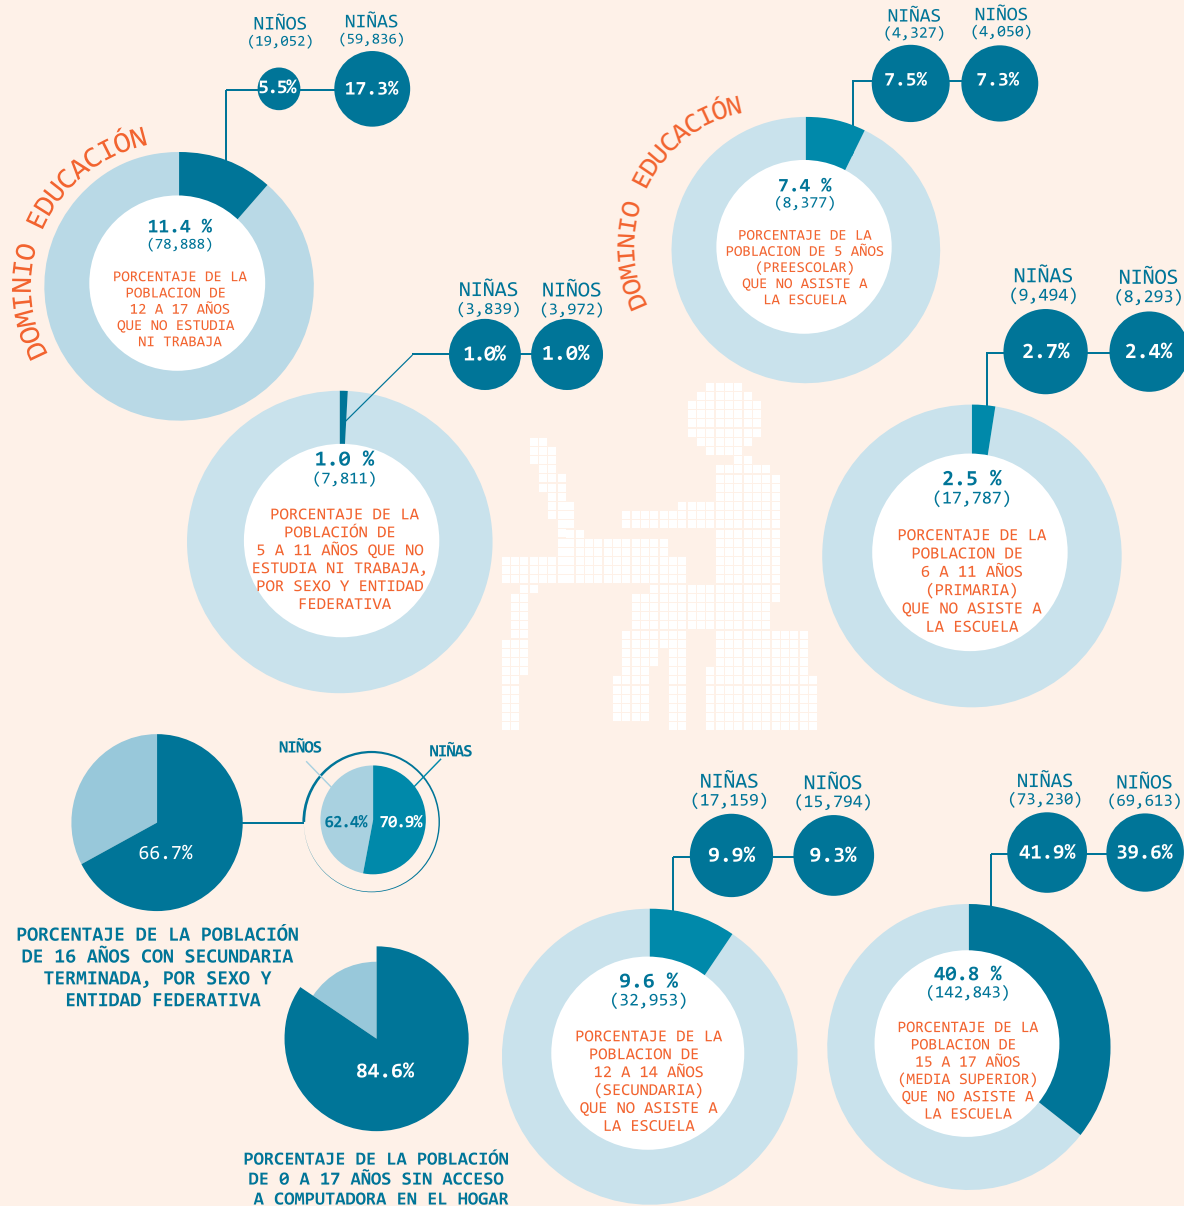 NIÑOS
(19,052)
NIÑAS
(59,836)
5.5%
17.3%
DOMINIO EDUCACIÓN
11.4 %
(78,888)
PORCENTAJE DE LA
POBLACION DE
12 A 17 AÑOS
QUE NO ESTUDIA
NI TRABAJA
NIÑAS
(4,327)
NIÑOS
(4,050)
7.5%
7.3%
DOMINIO EDUCACIÓN
7.4 %
(8,377)
PORCENTAJE DE LA
POBLACION DE 5 AÑOS
(PREESCOLAR)
QUE NO ASISTE A
LA ESCUELA
NIÑAS
(3,839)
NIÑOS
(3,972)
1.0%
1.0%
1.0 %
(7,811)
PORCENTAJE DE LA
POBLACIÓN DE
5 A 11 AÑOS QUE NO
ESTUDIA NI TRABAJA,
POR SEXO Y ENTIDAD
FEDERATIVA
NIÑAS
(9,494)
NIÑOS
(8,293)
2.7%
2.4%
2.5 %
(17,787)
PORCENTAJE DE LA
POBLACION DE
6 A 11 AÑOS
(PRIMARIA)
QUE NO ASISTE A
LA ESCUELA
66.7%
NIÑOS
NIÑAS
62.4%
70.9%
PORCENTAJE DE LA POBLACIÓN
DE 16 AÑOS CON SECUNDARIA
TERMINADA, POR SEXO Y
ENTIDAD FEDERATIVA
84.6%
PORCENTAJE DE LA POBLACIÓN
DE 0 A 17 AÑOS SIN ACCESO
A COMPUTADORA EN EL HOGAR
NIÑAS
(17,159)
NIÑOS
(15,794)
9.9%
9.3%
9.6 %
(32,953)
PORCENTAJE DE LA
POBLACION DE
12 A 14 AÑOS
(SECUNDARIA)
QUE NO ASISTE A
LA ESCUELA
NIÑAS
(73,230)
NIÑOS
(69,613)
41.9%
39.6%
40.8 %
(142,843)
PORCENTAJE DE LA
POBLACION DE
15 A 17 AÑOS
(MEDIA SUPERIOR)
QUE NO ASISTE A
LA ESCUELA